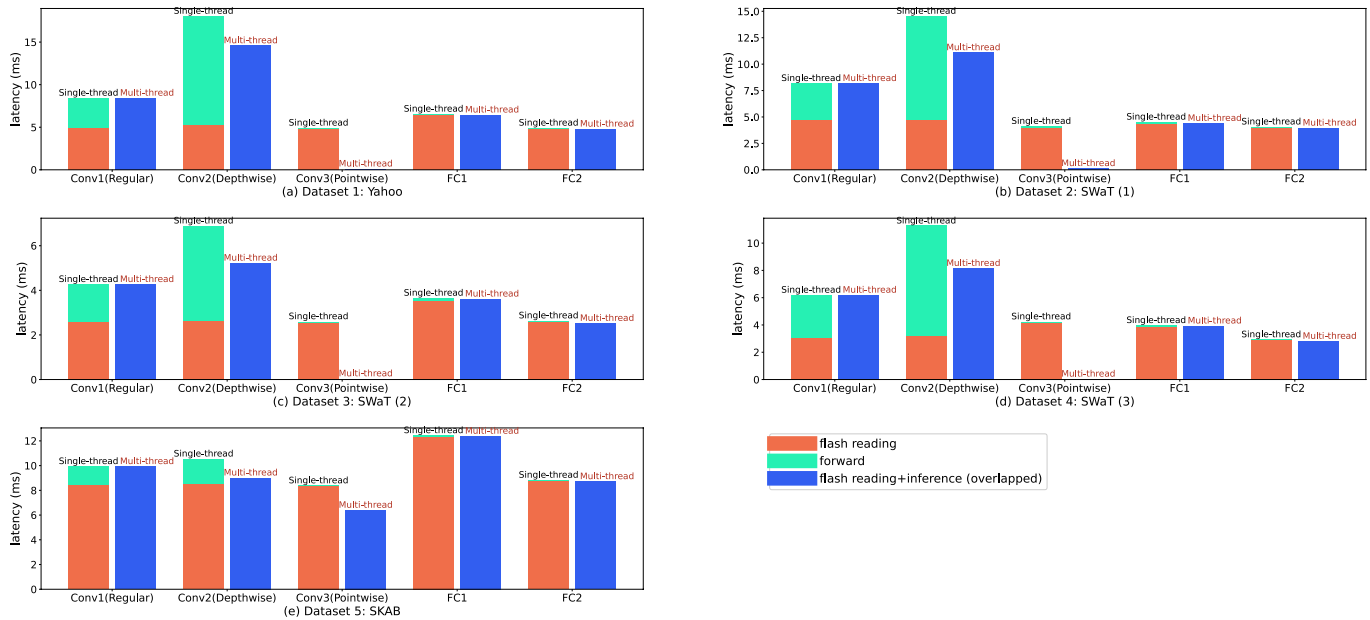 latency (ms)
15
10
5
0
Single-thread Multi-thread
Single-thread
Multi-thread
Single-thread
Multi-thread
Single-thread
Multi-thread
Single-thread
Multi-thread
Conv1(Regular) Conv2(Depthwise) Conv3(Pointwise) FC1 FC2
(a) Dataset 1: Yahoo
latency (ms)
15.0
12.5
10.0
7.5
5.0
2.5
0.0
Single-thread Multi-thread
Single-thread
Multi-thread
Single-thread
Multi-thread
Single-thread
Multi-thread
Single-thread
Multi-thread
Conv1(Regular) Conv2(Depthwise) Conv3(Pointwise) FC1 FC2
(b) Dataset 2: SWaT (1)
latency (ms)
6
4
2
0
Single-thread Multi-thread
Single-thread
Multi-thread
Single-thread
Multi-thread
Single-thread
Multi-thread
Single-thread
Multi-thread
Conv1(Regular) Conv2(Depthwise) Conv3(Pointwise) FC1 FC2
(c) Dataset 3: SWaT (2)
latency (ms)
10
8
6
4
2
0
Single-thread Multi-thread
Single-thread
Multi-thread
Single-thread
Multi-thread
Single-thread
Multi-thread
Single-thread
Multi-thread
Conv1(Regular) Conv2(Depthwise) Conv3(Pointwise) FC1 FC2
(d) Dataset 4: SWaT (3)
latency (ms)
12
10
8
6
4
2
0
Single-thread Multi-thread
Single-thread
Multi-thread
Single-thread
Multi-thread
Single-thread
Multi-thread
Single-thread
Multi-thread
Conv1(Regular) Conv2(Depthwise) Conv3(Pointwise) FC1 FC2
(e) Dataset 5: SKAB
flash reading
forward
flash reading+inference (overlapped)